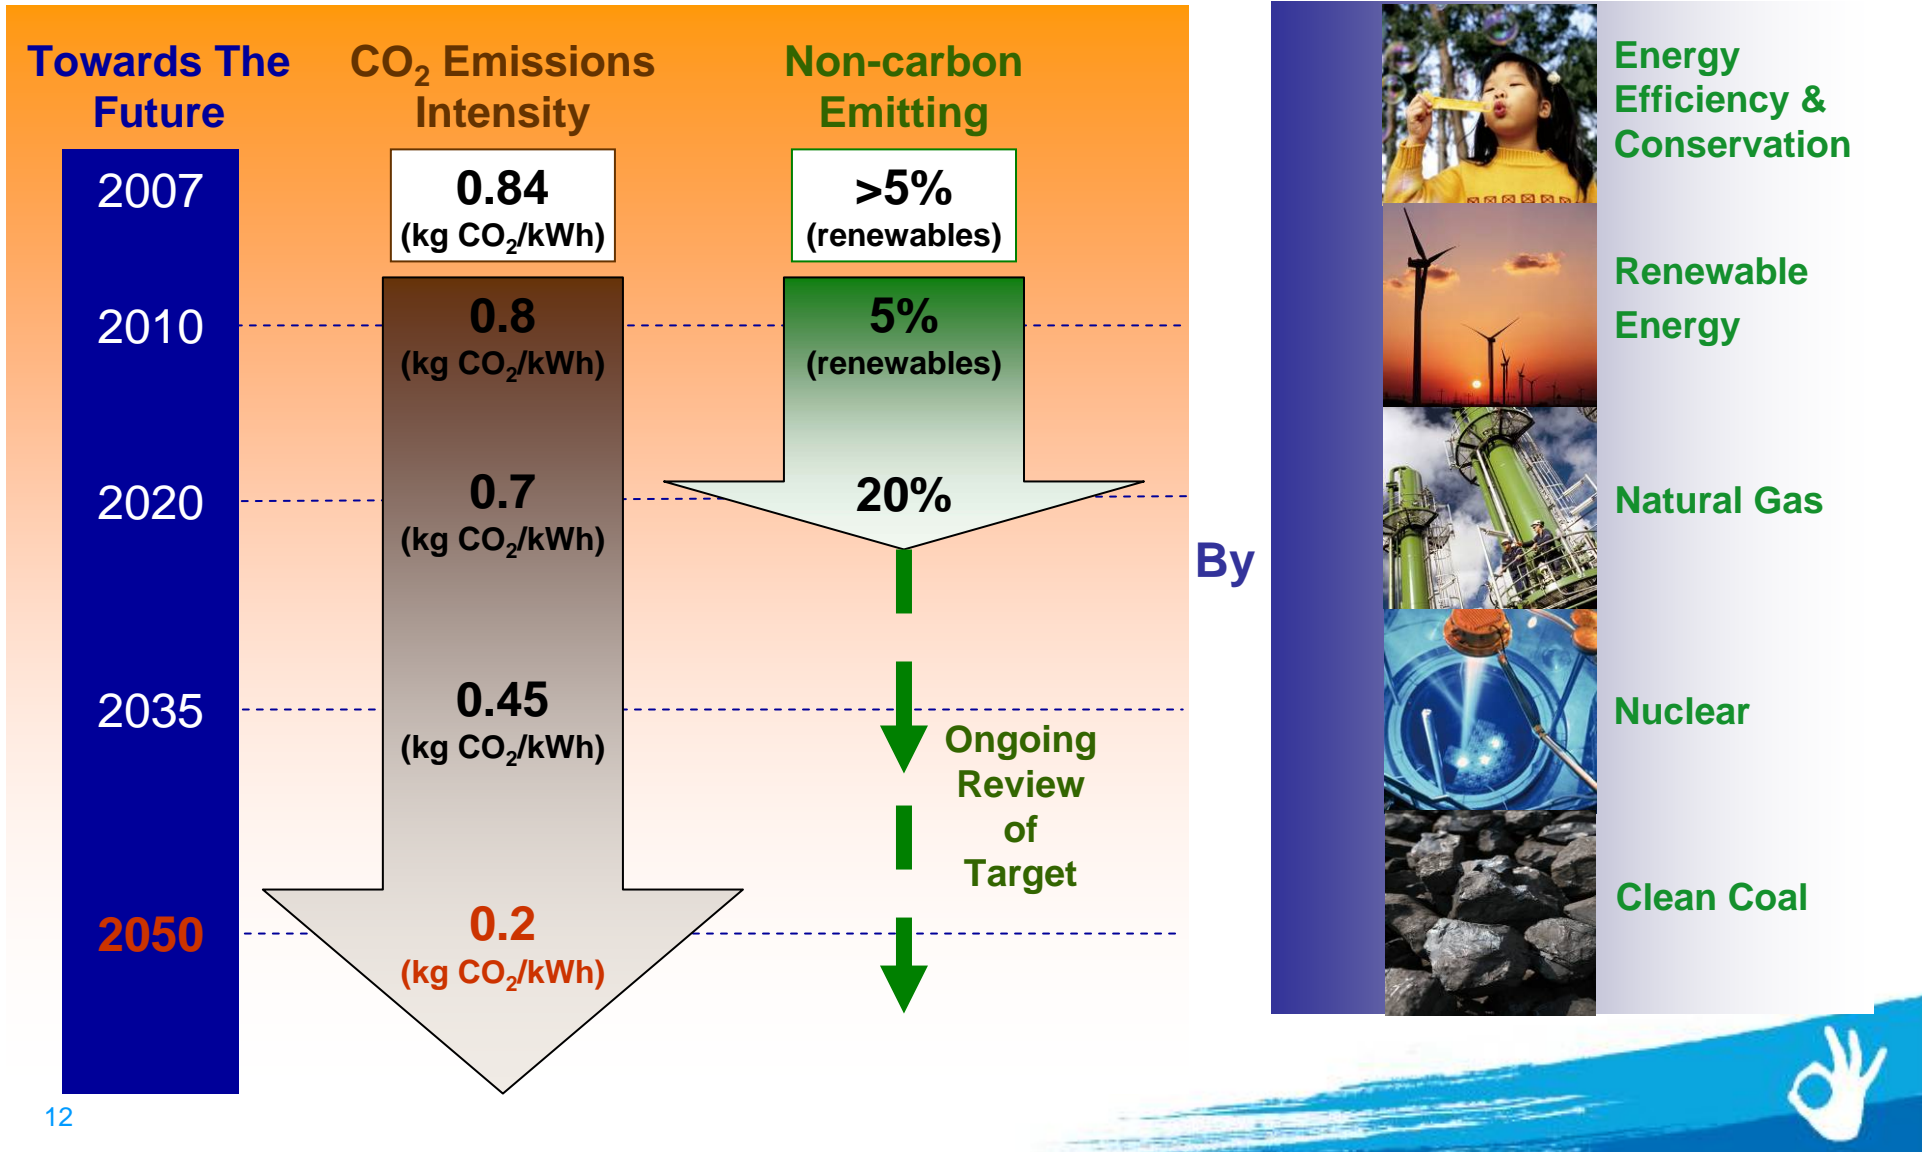 Towards The
Future
CO₂ Emissions
Intensity
Non-carbon
Emitting
2007
0.84
(kg CO₂/kWh)
>5%
(renewables)
2010
0.8
(kg CO₂/kWh)
5%
(renewables)
2020
0.7
(kg CO₂/kWh)
20%
2035
0.45
(kg CO₂/kWh)
Ongoing
Review
of
Target
2050
0.2
(kg CO₂/kWh)
By
Energy
Efficiency &
Conservation
Renewable
Energy
Natural Gas
Nuclear
Clean Coal
12